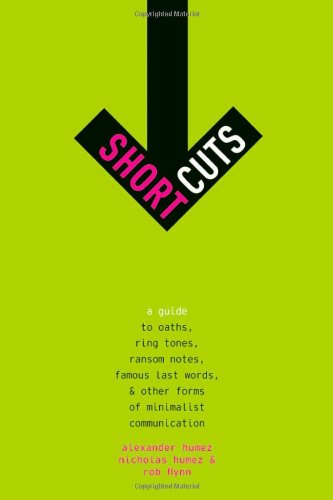 SHORT
CUTS
a guide
to oaths,
ring tones,
ransom notes,
famous last words,
& other forms
of minimalist
communication
alexander humez
nicholas humez &
rob flynn